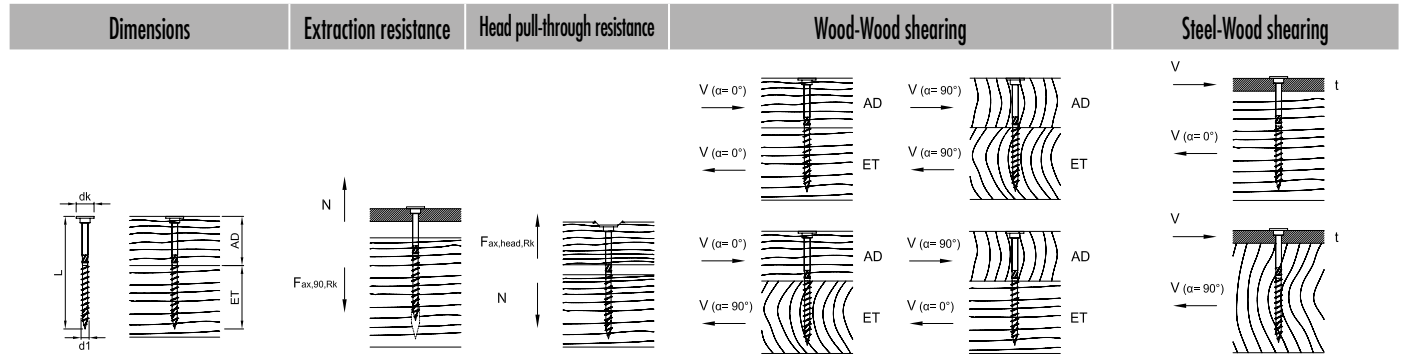 Dimensions
Extraction resistance
Head pull-through resistance
Wood-Wood shearing
Steel-Wood shearing
dk
L
d1
AD
ET
N
Fax,90,Rk
Fax,head,Rk
N
V (α= 0°)
AD
V (α= 0°)
ET
V (α= 90°)
AD
V (α= 90°)
ET
V (α= 0°)
AD
V (α= 90°)
ET
V (α= 90°)
AD
V (α= 0°)
ET
V
t
V (α= 0°)
V
t
V (α= 90°)